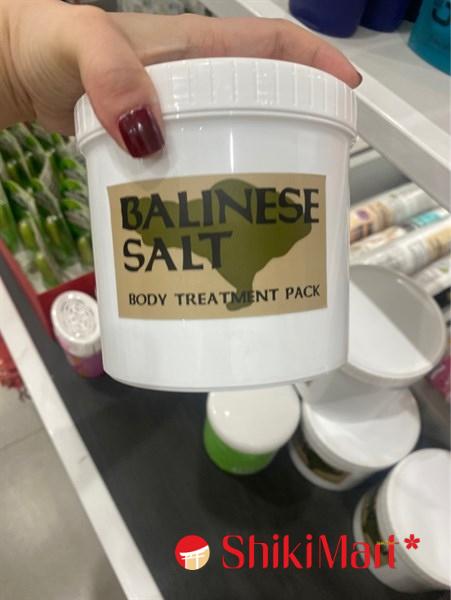 BALINESE
SALT
BODY TREATMENT PACK
ShikiMart*